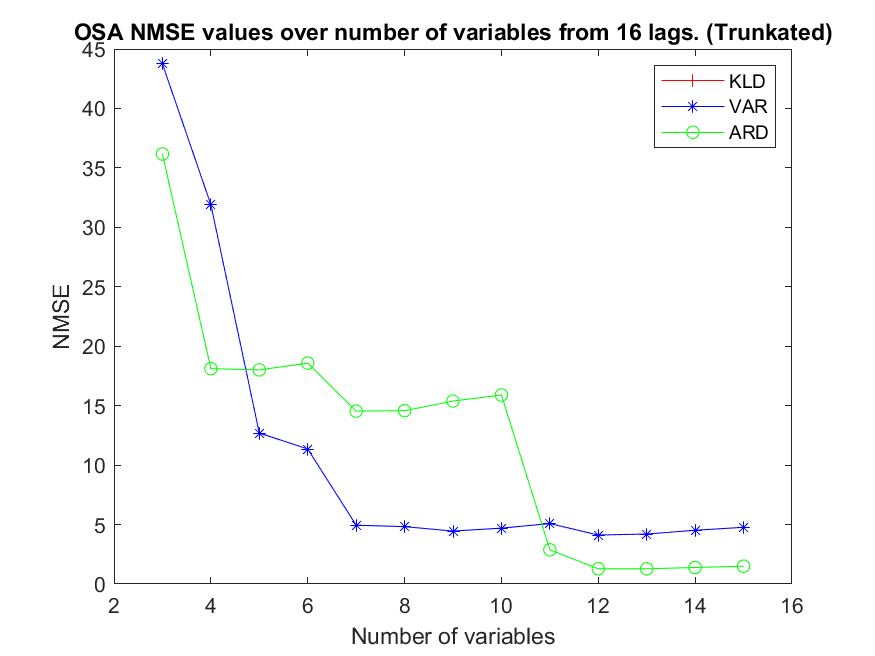 OSA NMSE values over number of variables from 16 lags. (Trunkated)
45
40
35
30
25
20
15
10
5
0
NMSE
KLD
VAR
ARD
2 4 6 8 10 12 14 16
Number of variables